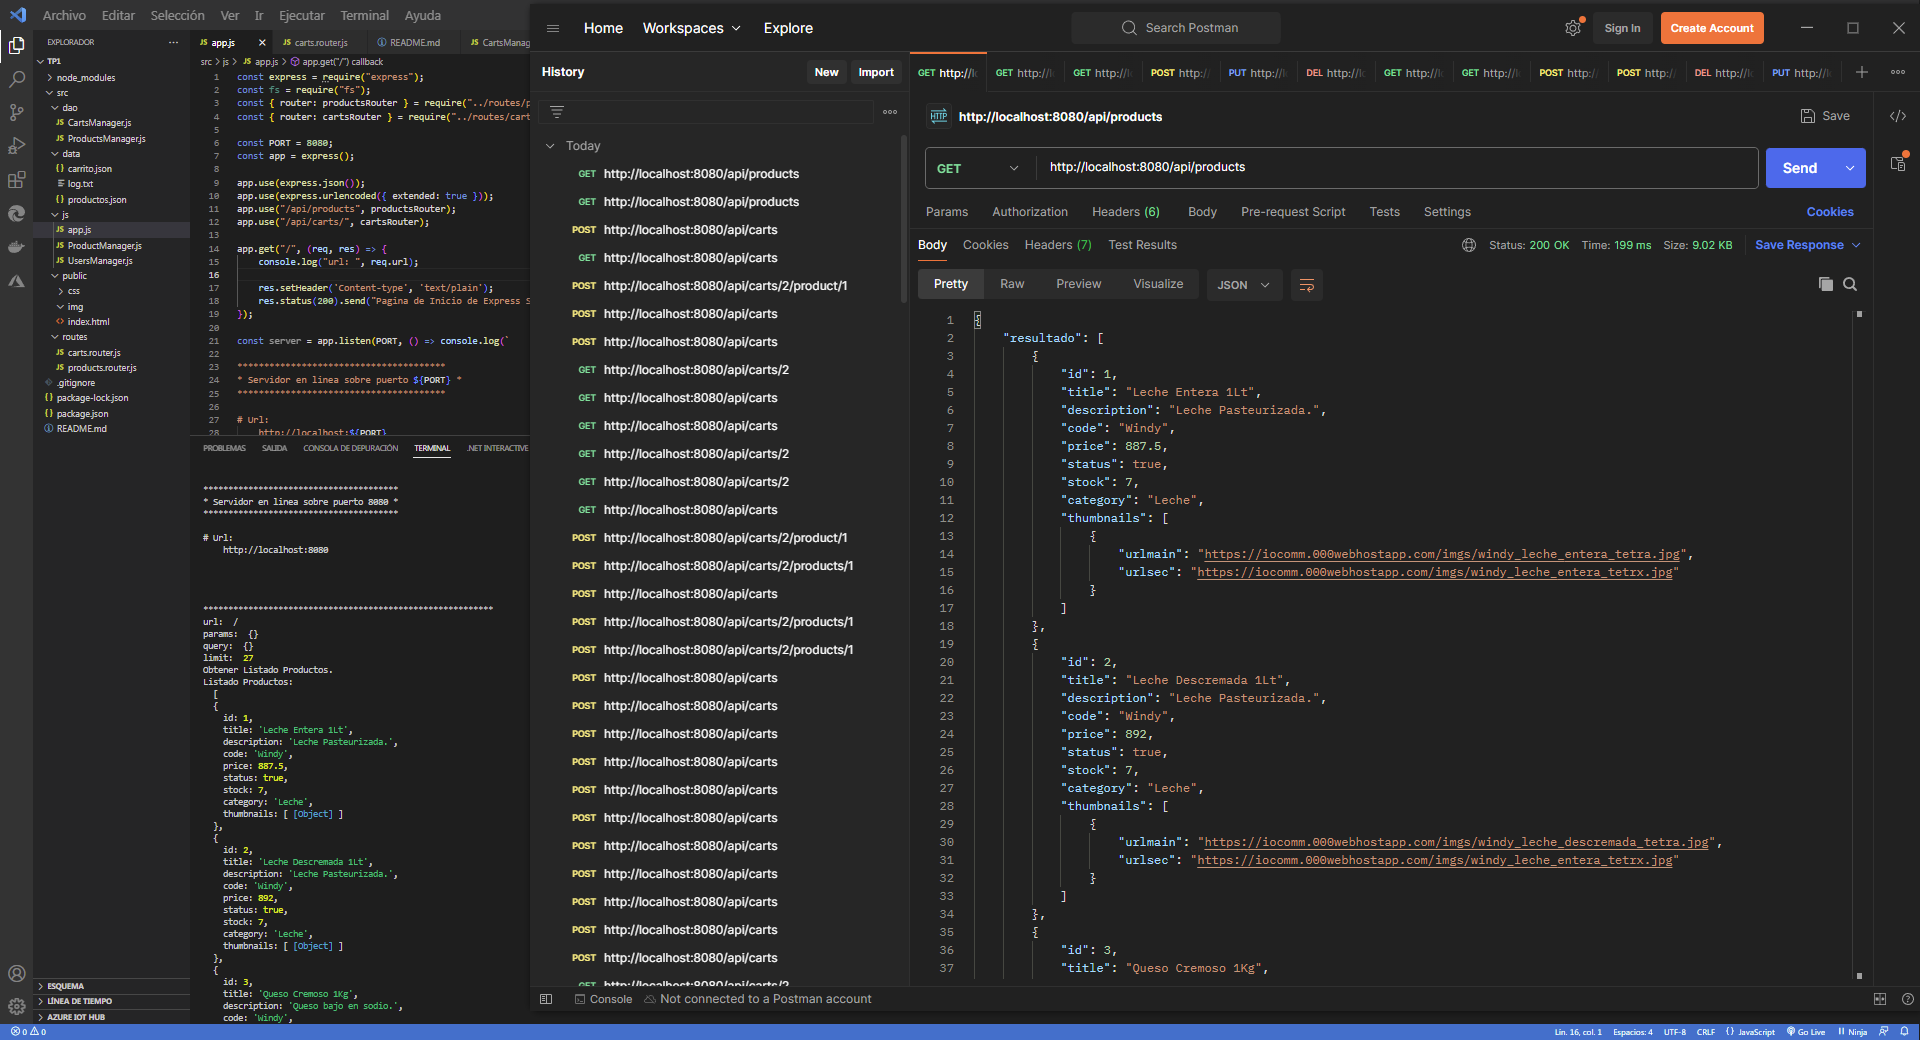 Archivo Editar Selección Ver Ir Ejecutar Terminal Ayuda
EXPLORADOR
TP1
node_modules
src
dao
JS CartsManager.js
JS ProductsManager.js
data
{} carrito.json
log.txt
{} productos.json
js
JS app.js
JS ProductManager.js
JS UsersManager.js
public
css
img
<> index.html
routes
JS carts.router.js
JS products.router.js
.gitignore
{} package-lock.json
{} package.json
README.md
ESQUEMA
LÍNEA DE TIEMPO
AZURE IOT HUB
JS app.js JS carts.router.js README.md JS CartsManag
src > js > JS app.js > app.get("/") callback
1 const express = require("express");
2 const fs = require("fs");
3 const { router: productsRouter } = require("../routes/p
4 const { router: cartsRouter } = require("../routes/cart
5
6 const PORT = 8080;
7 const app = express();
8
9 app.use(express.json());
10 app.use(express.urlencoded({ extended: true }));
11 app.use("/api/products", productsRouter);
12 app.use("/api/carts/", cartsRouter);
13
14 app.get("/", (req, res) => {
15 console.log("url: ", req.url);
16
17 res.setHeader('Content-type', 'text/plain');
18 res.status(200).send("Pagina de Inicio de Express S
19 });
20
21 const server = app.listen(PORT, () => console.log(`
22
23 *************************************
24 * Servidor en linea sobre puerto ${PORT} *
25 *************************************
26
27 # Url:
28 http://localhost:${PORT}
PROBLEMAS SALIDA CONSOLA DE DEPURACIÓN TERMINAL .NET INTERACTIVE
***************************************
* Servidor en linea sobre puerto 8080 *
***************************************
# Url:
http://localhost:8080
**********************************************************
url: /
params: {}
query: {}
limit: 27
Obtener Listado Productos.
Listado Productos:
[
{
id: 1,
title: 'Leche Entera 1Lt',
description: 'Leche Pasteurizada.',
code: 'Windy',
price: 887.5,
status: true,
stock: 7,
category: 'Leche',
thumbnails: [ [Object] ]
},
{
id: 2,
title: 'Leche Descremada 1Lt',
description: 'Leche Pasteurizada.',
code: 'Windy',
price: 892,
status: true,
stock: 7,
category: 'Leche',
thumbnails: [ [Object] ]
},
{
id: 3,
title: 'Queso Cremoso 1Kg',
description: 'Queso bajo en sodio.',
code: 'Windy',
Home Workspaces Explore
Search Postman
Sign In Create Account
History New Import
Today
GET http://localhost:8080/api/products
GET http://localhost:8080/api/products
POST http://localhost:8080/api/carts
GET http://localhost:8080/api/carts
POST http://localhost:8080/api/carts/2/product/1
POST http://localhost:8080/api/carts
POST http://localhost:8080/api/carts
GET http://localhost:8080/api/carts/2
GET http://localhost:8080/api/carts
GET http://localhost:8080/api/carts
GET http://localhost:8080/api/carts/2
GET http://localhost:8080/api/carts/2
GET http://localhost:8080/api/carts
POST http://localhost:8080/api/carts/2/product/1
POST http://localhost:8080/api/carts/2/products/1
POST http://localhost:8080/api/carts
POST http://localhost:8080/api/carts/2/products/1
POST http://localhost:8080/api/carts/2/products/1
POST http://localhost:8080/api/carts
POST http://localhost:8080/api/carts
POST http://localhost:8080/api/carts
POST http://localhost:8080/api/carts
POST http://localhost:8080/api/carts
POST http://localhost:8080/api/carts
POST http://localhost:8080/api/carts
POST http://localhost:8080/api/carts
POST http://localhost:8080/api/carts
POST http://localhost:8080/api/carts
POST http://localhost:8080/api/carts
GET http://localhost:8080/api/carts/2
GET http://l GET http://l GET http://l POST http:/ PUT http://l DEL http://l GET http://l GET http://l POST http:/ POST http:/ DEL http://l PUT http://l
HTTP http://localhost:8080/api/products Save
GET http://localhost:8080/api/products Send
Params Authorization Headers (6) Body Pre-request Script Tests Settings Cookies
Body Cookies Headers (7) Test Results Status: 200 OK Time: 199 ms Size: 9.02 KB Save Response
Pretty Raw Preview Visualize JSON
1 {
2 "resultado": [
3 {
4 "id": 1,
5 "title": "Leche Entera 1Lt",
6 "description": "Leche Pasteurizada.",
7 "code": "Windy",
8 "price": 887.5,
9 "status": true,
10 "stock": 7,
11 "category": "Leche",
12 "thumbnails": [
13 {
14 "urlmain": "https://iocomm.000webhostapp.com/imgs/windy_leche_entera_tetra.jpg",
15 "urlsec": "https://iocomm.000webhostapp.com/imgs/windy_leche_entera_tetrx.jpg"
16 }
17 ]
18 },
19 {
20 "id": 2,
21 "title": "Leche Descremada 1Lt",
22 "description": "Leche Pasteurizada.",
23 "code": "Windy",
24 "price": 892,
25 "status": true,
26 "stock": 7,
27 "category": "Leche",
28 "thumbnails": [
29 {
30 "urlmain": "https://iocomm.000webhostapp.com/imgs/windy_leche_descremada_tetra.jpg",
31 "urlsec": "https://iocomm.000webhostapp.com/imgs/windy_leche_entera_tetrx.jpg"
32 }
33 ]
34 },
35 {
36 "id": 3,
37 "title": "Queso Cremoso 1Kg",
Console Not connected to a Postman account
0 0 Lín. 16, col. 1 Espacios: 4 UTF-8 CRLF {} JavaScript Go Live Ninja